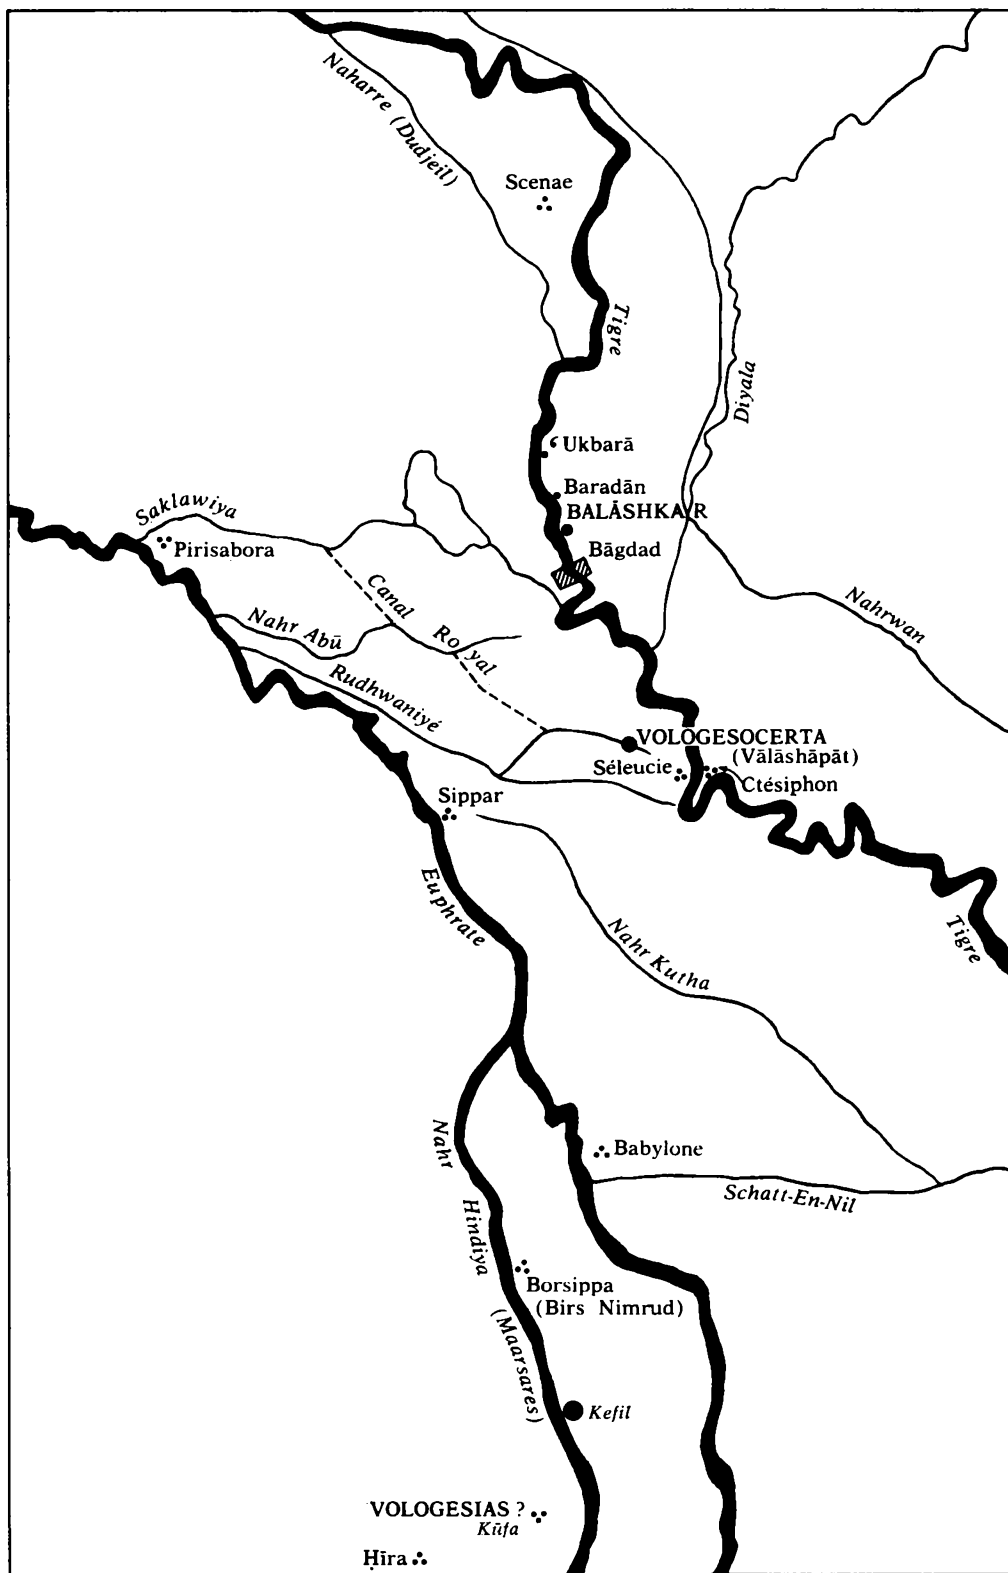 Naharre (Dudjeil)
Scenae
Tigre
Diyala
ʿUkbarā
Baradān
BALĀSHKAR
Bāgdad
Ṣaklawiya
Pirisabora
Canal Royal
Nahr Abū
Nahrwan
Rudhwaniyé
VOLOGESOCERTA
(Vālāshāpāt)
Séleucie
Ctésiphon
Sippar
Euphrate
Tigre
Nahr Kutha
Nahr Hindiya (Maarsares)
Babylone
Schatt-En-Nil
Borsippa
(Birs Nimrud)
Kefil
VOLOGESIAS ?
Kūfa
Ḥīra